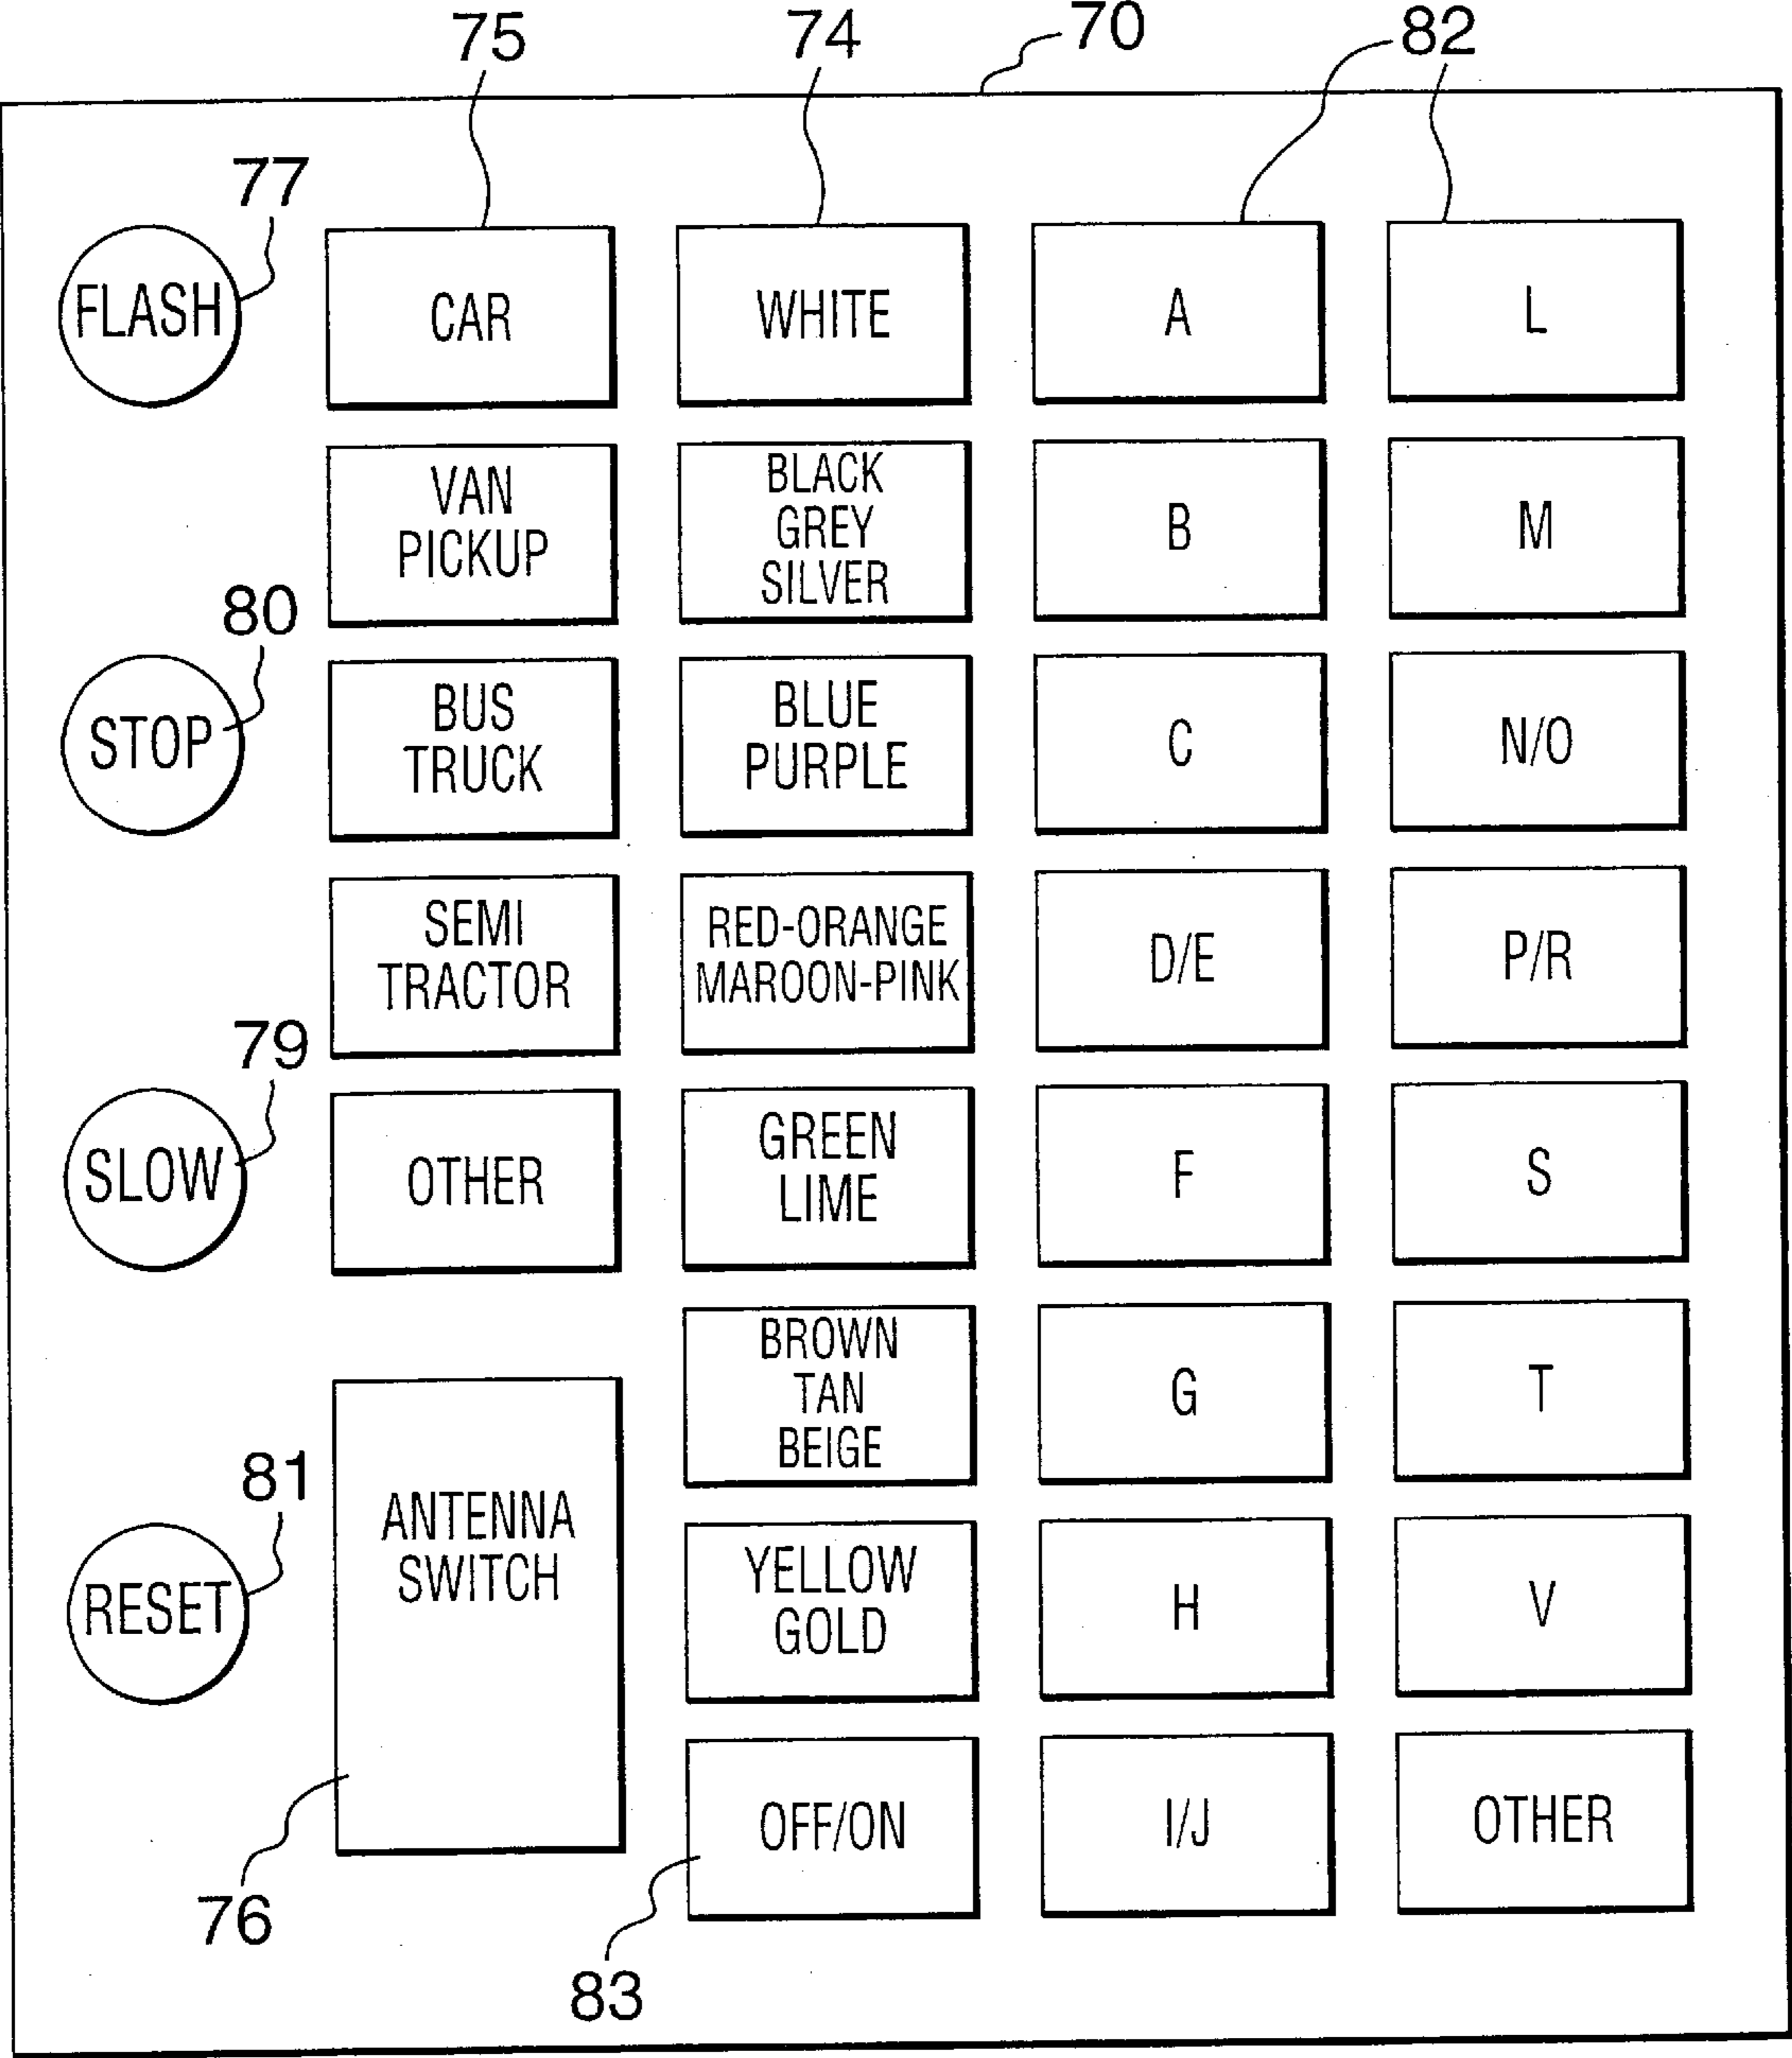 75
74
70
82
77
FLASH
CAR
WHITE
A
L
VAN
PICKUP
BLACK
GREY
SILVER
B
M
80
STOP
BUS
TRUCK
BLUE
PURPLE
C
N/O
SEMI
TRACTOR
RED-ORANGE
MAROON-PINK
D/E
P/R
79
SLOW
OTHER
GREEN
LIME
F
S
BROWN
TAN
BEIGE
G
T
81
RESET
ANTENNA
SWITCH
YELLOW
GOLD
H
V
OFF/ON
I/J
OTHER
76
83